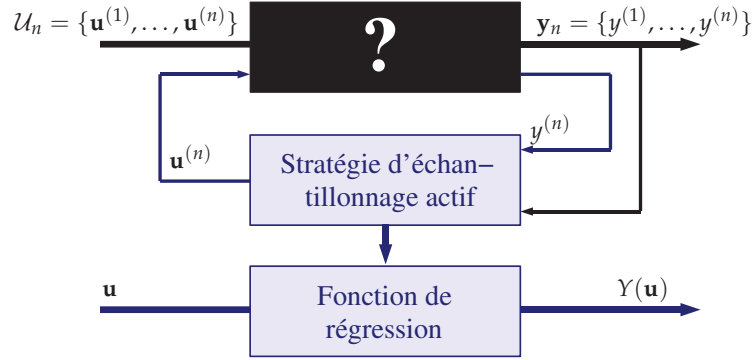 𝒰ₙ = {𝐮⁽¹⁾, . . . , 𝐮⁽ⁿ⁾}
𝐲ₙ = {y⁽¹⁾, . . . , y⁽ⁿ⁾}
?
𝐮⁽ⁿ⁾
y⁽ⁿ⁾
Stratégie d'échan−
tillonnage actif
𝐮
Fonction de
régression
Y(𝐮)